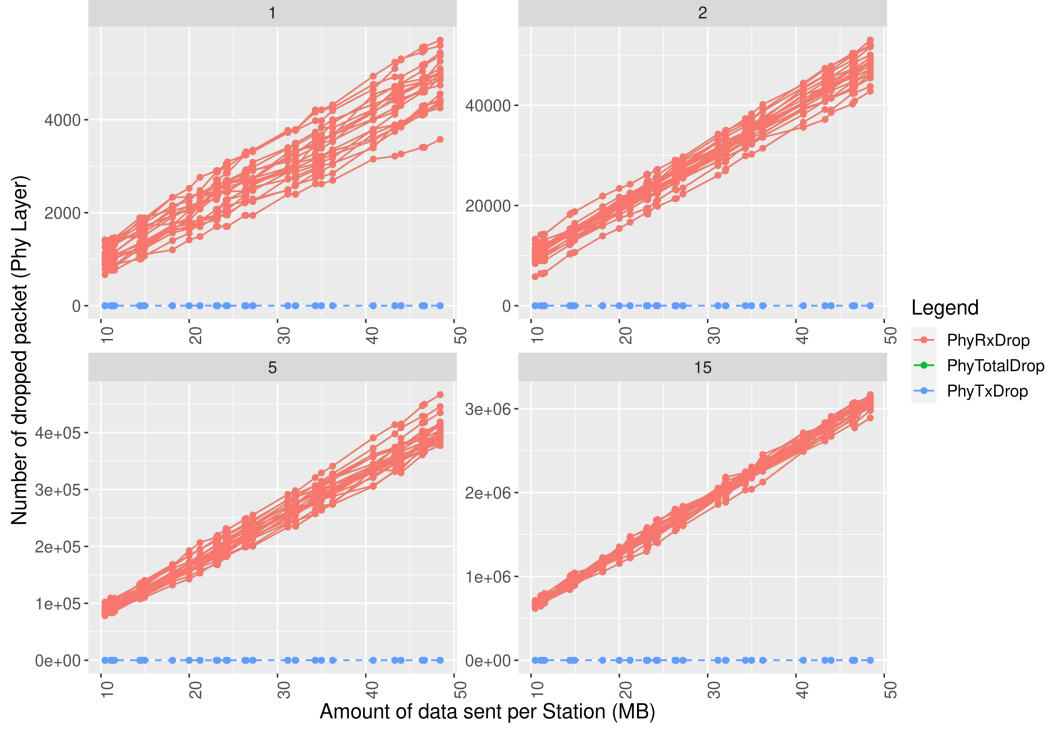 1
2
4000
2000
0
40000
20000
0
10
20
30
40
50
10
20
30
40
50
5
15
4e+05
3e+05
2e+05
1e+05
0e+00
3e+06
2e+06
1e+06
0e+00
10
20
30
40
50
10
20
30
40
50
Amount of data sent per Station (MB)
Number of dropped packet (Phy Layer)
Legend
PhyRxDrop
PhyTotalDrop
PhyTxDrop